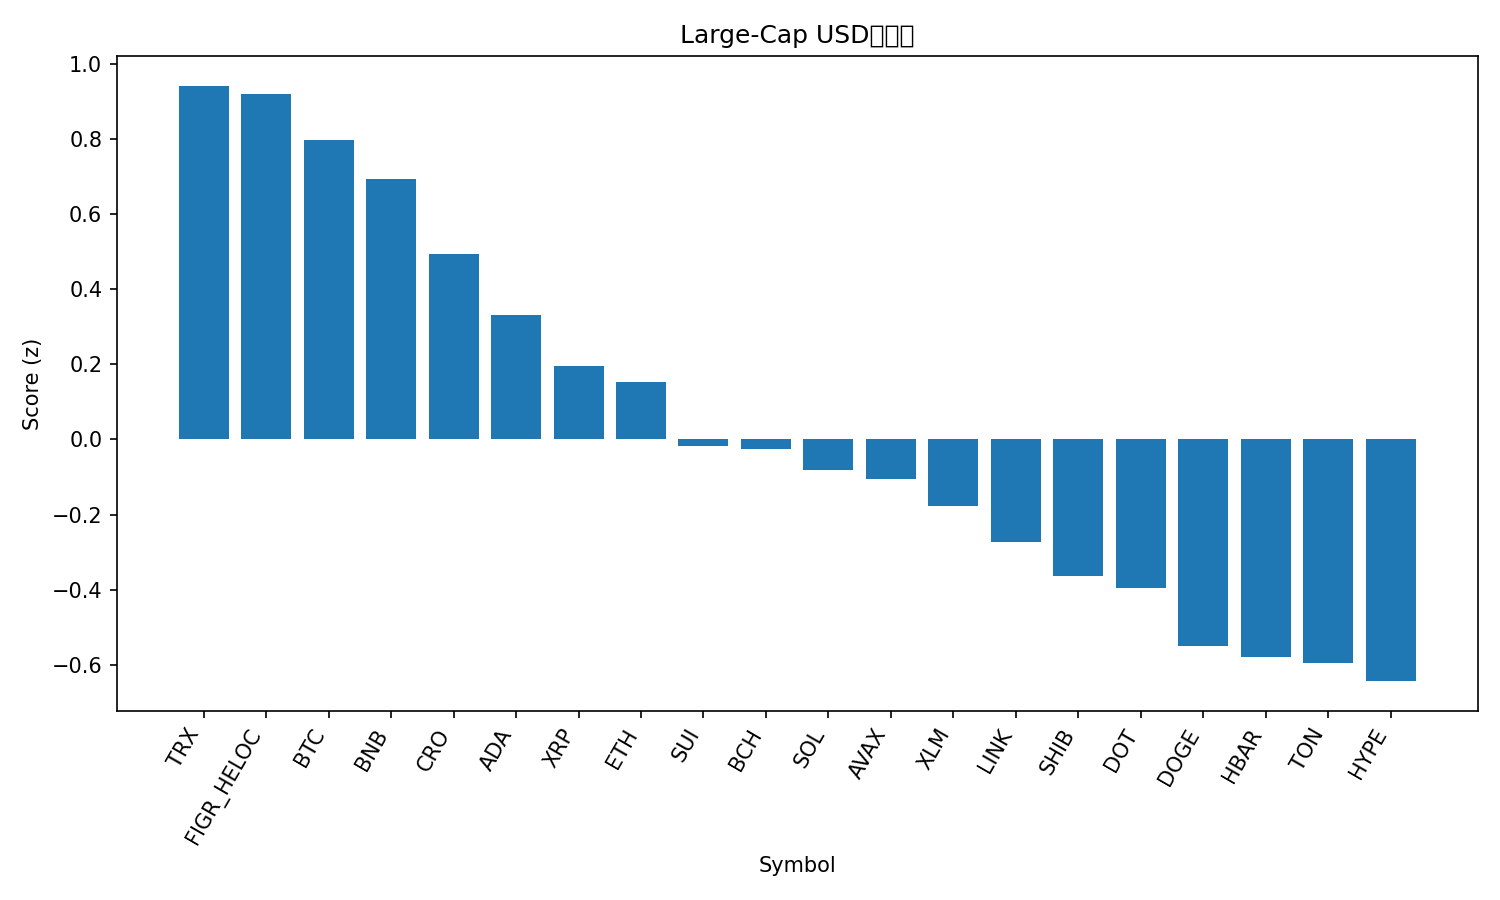 Large-Cap USD
Score (z)
1.0
0.8
0.6
0.4
0.2
0.0
−0.2
−0.4
−0.6
TRX
FIGR_HELOC
BTC
BNB
CRO
ADA
XRP
ETH
SUI
BCH
SOL
AVAX
XLM
LINK
SHIB
DOT
DOGE
HBAR
TON
HYPE
Symbol